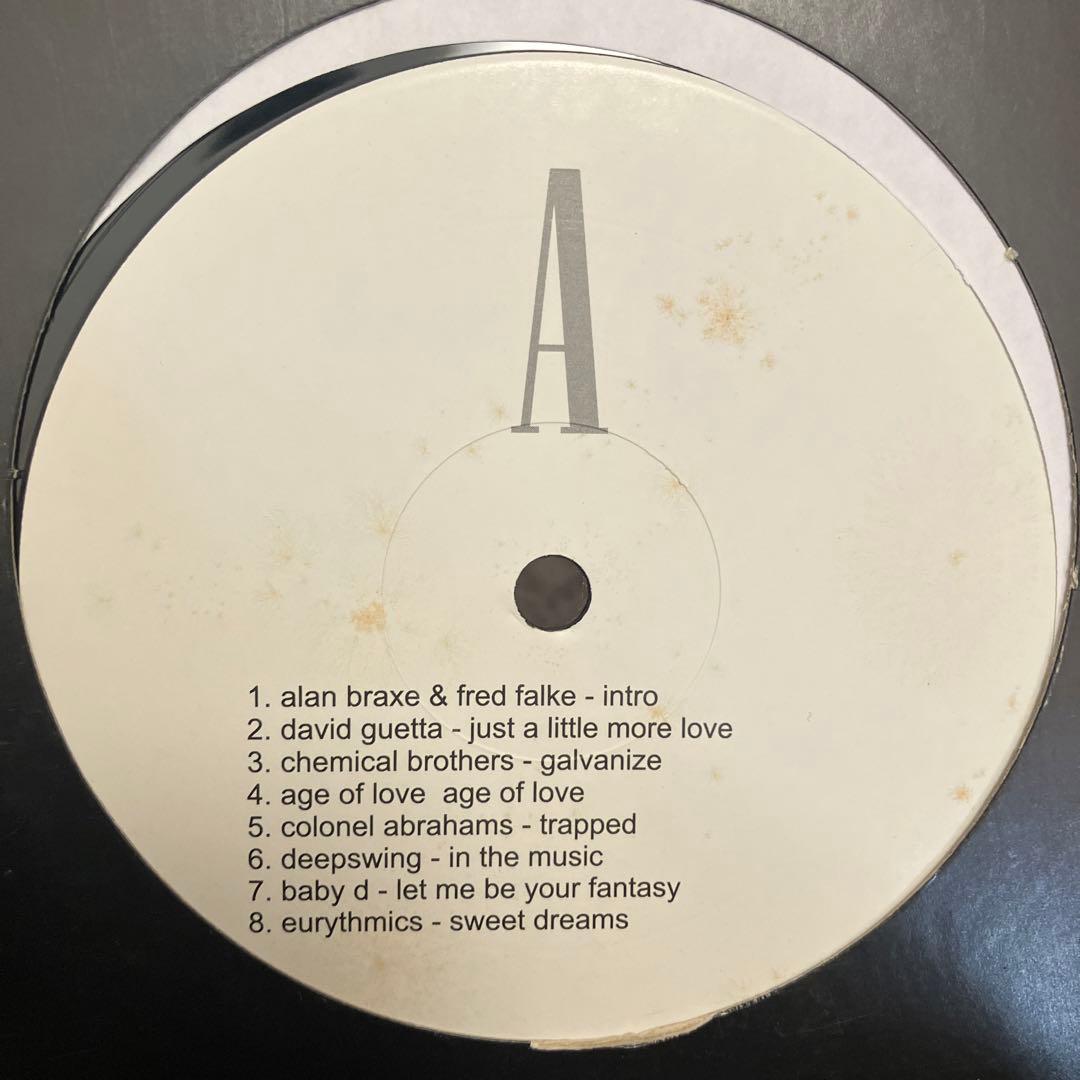 A
1. alan braxe & fred falke - intro
2. david guetta - just a little more love
3. chemical brothers - galvanize
4. age of love  age of love
5. colonel abrahams - trapped
6. deepswing - in the music
7. baby d - let me be your fantasy
8. eurythmics - sweet dreams